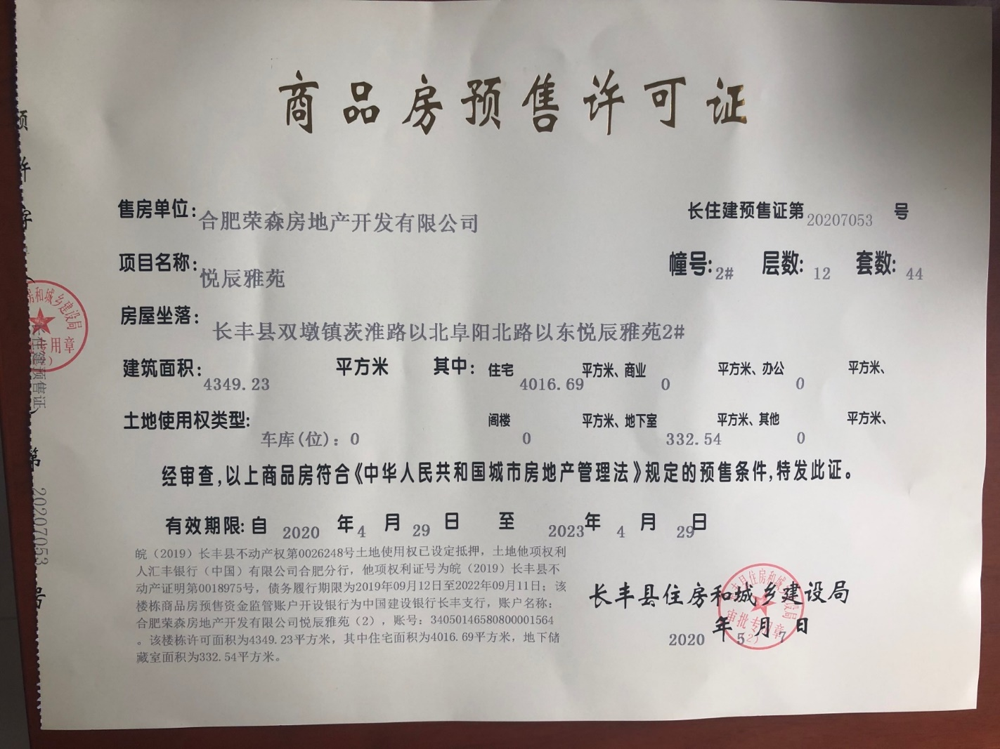 商品房预售许可证
售房单位：合肥荣森房地产开发有限公司 长住建预售证第20207053号
项目名称：悦辰雅苑 幢号：2# 层数：12 套数：44
房屋坐落：长丰县双墩镇茨淮路以北阜阳北路以东悦辰雅苑2#
建筑面积：4349.23 平方米 其中：住宅 4016.69 平方米、商业 0 平方米、办公 0 平方米、
土地使用权类型：车库(位)：0 阁楼 0 平方米、地下室 332.54 平方米、其他 0 平方米、
经审查，以上商品房符合《中华人民共和国城市房地产管理法》规定的预售条件，特发此证。
有效期限：自 2020 年 4 月 29 日 至 2023 年 4 月 29 日
皖（2019）长丰县不动产权第0026248号土地使用权已设定抵押，土地他项权利
人汇丰银行（中国）有限公司合肥分行，他项权利证号为皖（2019）长丰县不
动产证明第0018975号，债务履行期限为2019年09月12日至2022年09月11日；该
楼栋商品房预售资金监管账户开设银行为中国建设银行长丰支行，账户名称：
合肥荣森房地产开发有限公司悦辰雅苑（2），账号：34050146580800001564
。该楼栋许可面积为4349.23平方米，其中住宅面积为4016.69平方米，地下储
藏室面积为332.54平方米。
长丰县住房和城乡建设局
2020 年 5 月 7 日
审批专用章
(2)
房和城乡建设局
用章
住建预售证
第 20207053 号